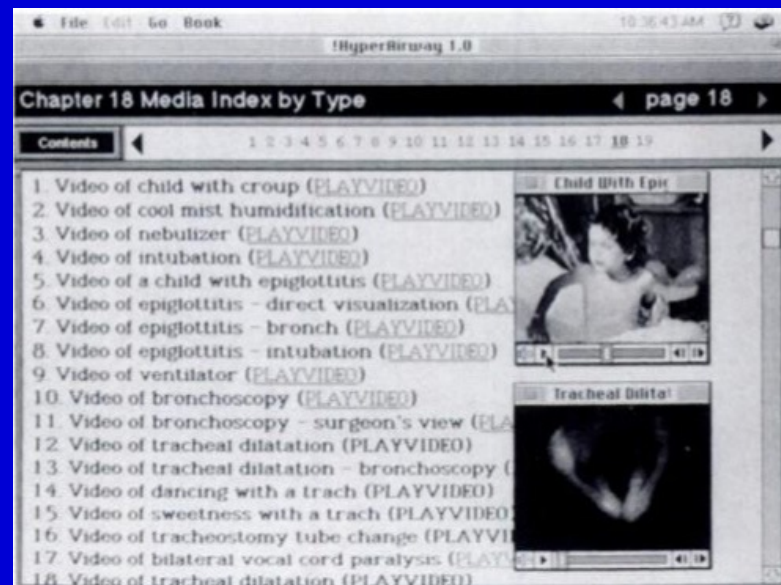 File Edit Go Book 10:36:43 AM
!HyperAirway 1.0
Chapter 18 Media Index by Type page 18
Contents 1 2 3 4 5 6 7 8 9 10 11 12 13 14 15 16 17 18 19
1. Video of child with croup (PLAYVIDEO)
2. Video of cool mist humidification (PLAYVIDEO)
3. Video of nebulizer (PLAYVIDEO)
4. Video of intubation (PLAYVIDEO)
5. Video of a child with epiglottitis (PLAYVIDEO)
6. Video of epiglottitis - direct visualization (PLA
7. Video of epiglottitis - bronch (PLAYVIDEO)
8. Video of epiglottitis - intubation (PLAYVIDEO)
9. Video of ventilator (PLAYVIDEO)
10. Video of bronchoscopy (PLAYVIDEO)
11. Video of bronchoscopy - surgeon's view (PLA
12. Video of tracheal dilatation (PLAYVIDEO)
13. Video of tracheal dilatation - bronchoscopy (
14. Video of dancing with a trach (PLAYVIDEO)
15. Video of sweetness with a trach (PLAYVIDEO)
16. Video of tracheostomy tube change (PLAYVI
17. Video of bilateral vocal cord paralysis (PLAY
18. Video of tracheal dilatation (PLAYVIDEO)
Child With Epig
Tracheal Dilitat